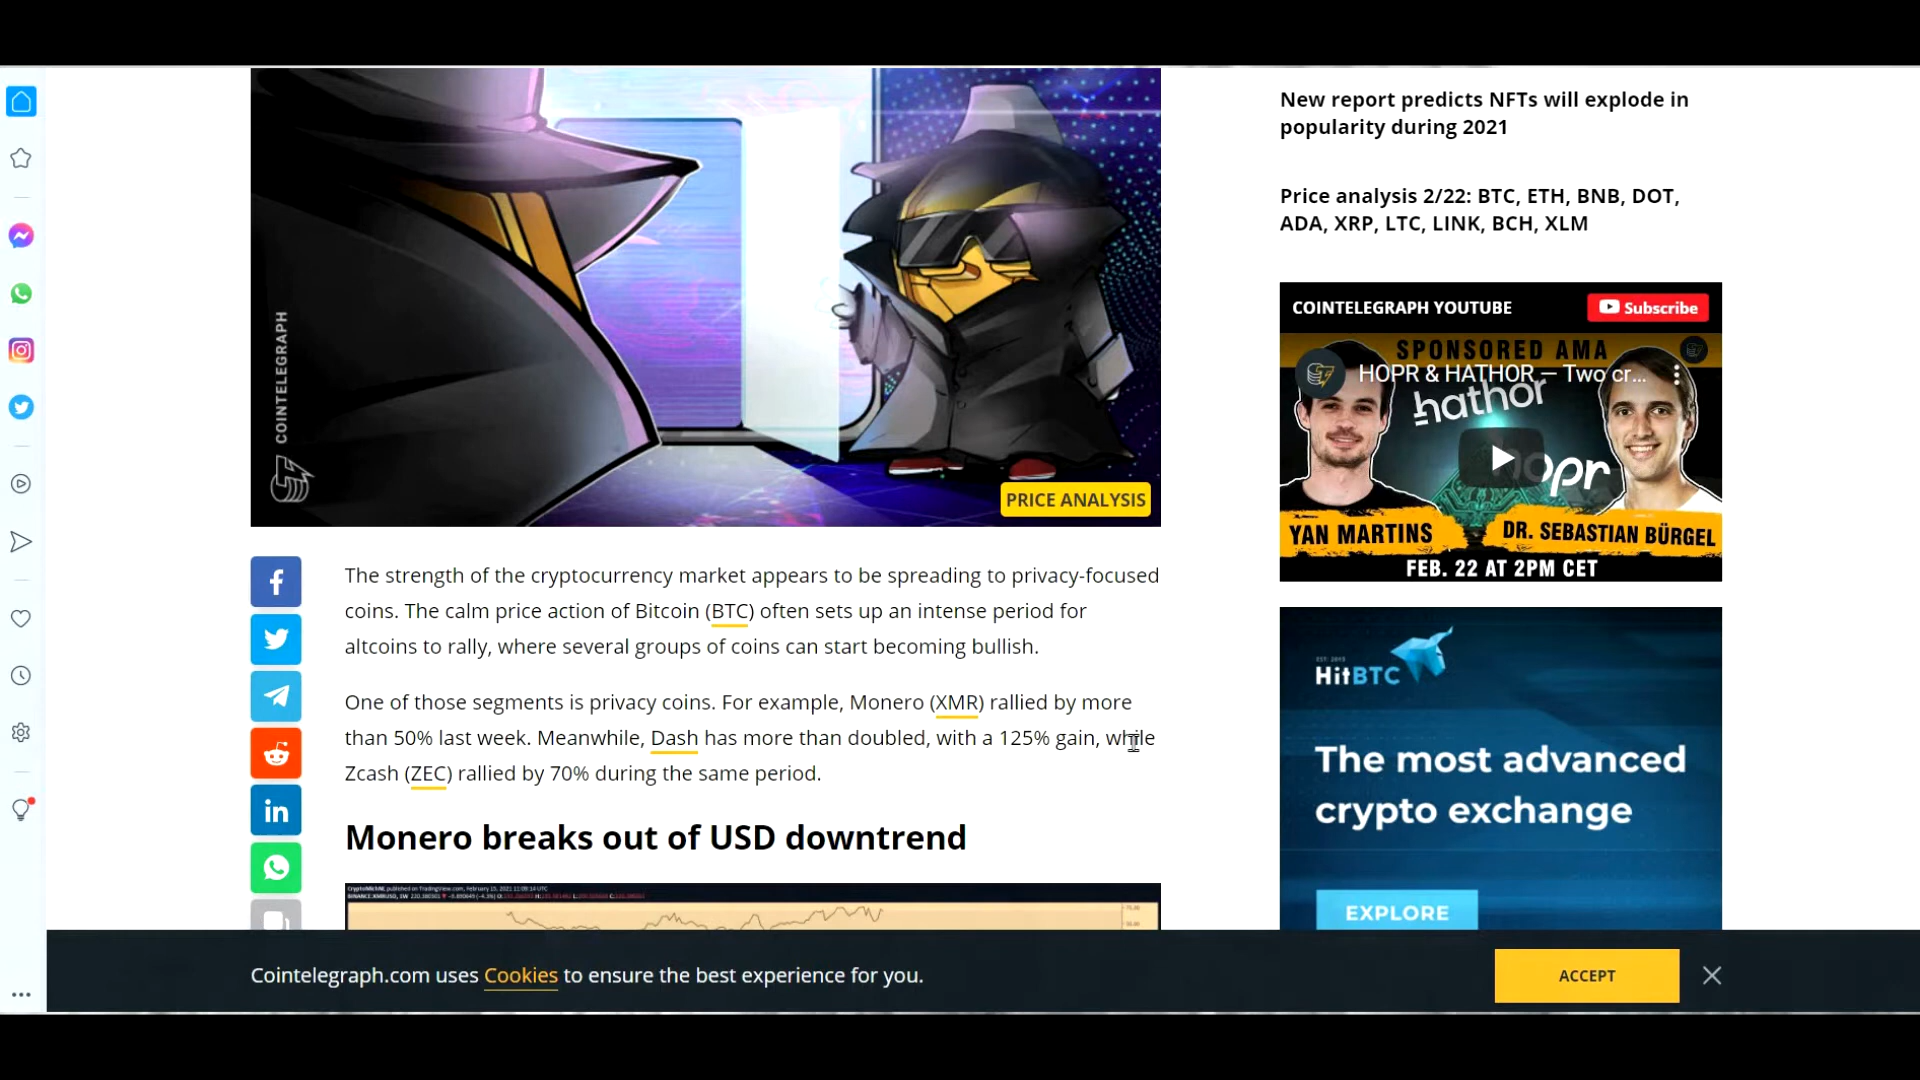 COINTELEGRAPH
PRICE ANALYSIS
The strength of the cryptocurrency market appears to be spreading to privacy-focused
coins. The calm price action of Bitcoin (BTC) often sets up an intense period for
altcoins to rally, where several groups of coins can start becoming bullish.
One of those segments is privacy coins. For example, Monero (XMR) rallied by more
than 50% last week. Meanwhile, Dash has more than doubled, with a 125% gain, while
Zcash (ZEC) rallied by 70% during the same period.
Monero breaks out of USD downtrend
New report predicts NFTs will explode in
popularity during 2021
Price analysis 2/22: BTC, ETH, BNB, DOT,
ADA, XRP, LTC, LINK, BCH, XLM
COINTELEGRAPH YOUTUBE
Subscribe
SPONSORED AMA
HOPR & HATHOR — Two cr...
hathor
hopr
YAN MARTINS
DR. SEBASTIAN BÜRGEL
FEB. 22 AT 2PM CET
HitBTC
The most advanced
crypto exchange
EXPLORE
Cointelegraph.com uses Cookies to ensure the best experience for you.
ACCEPT